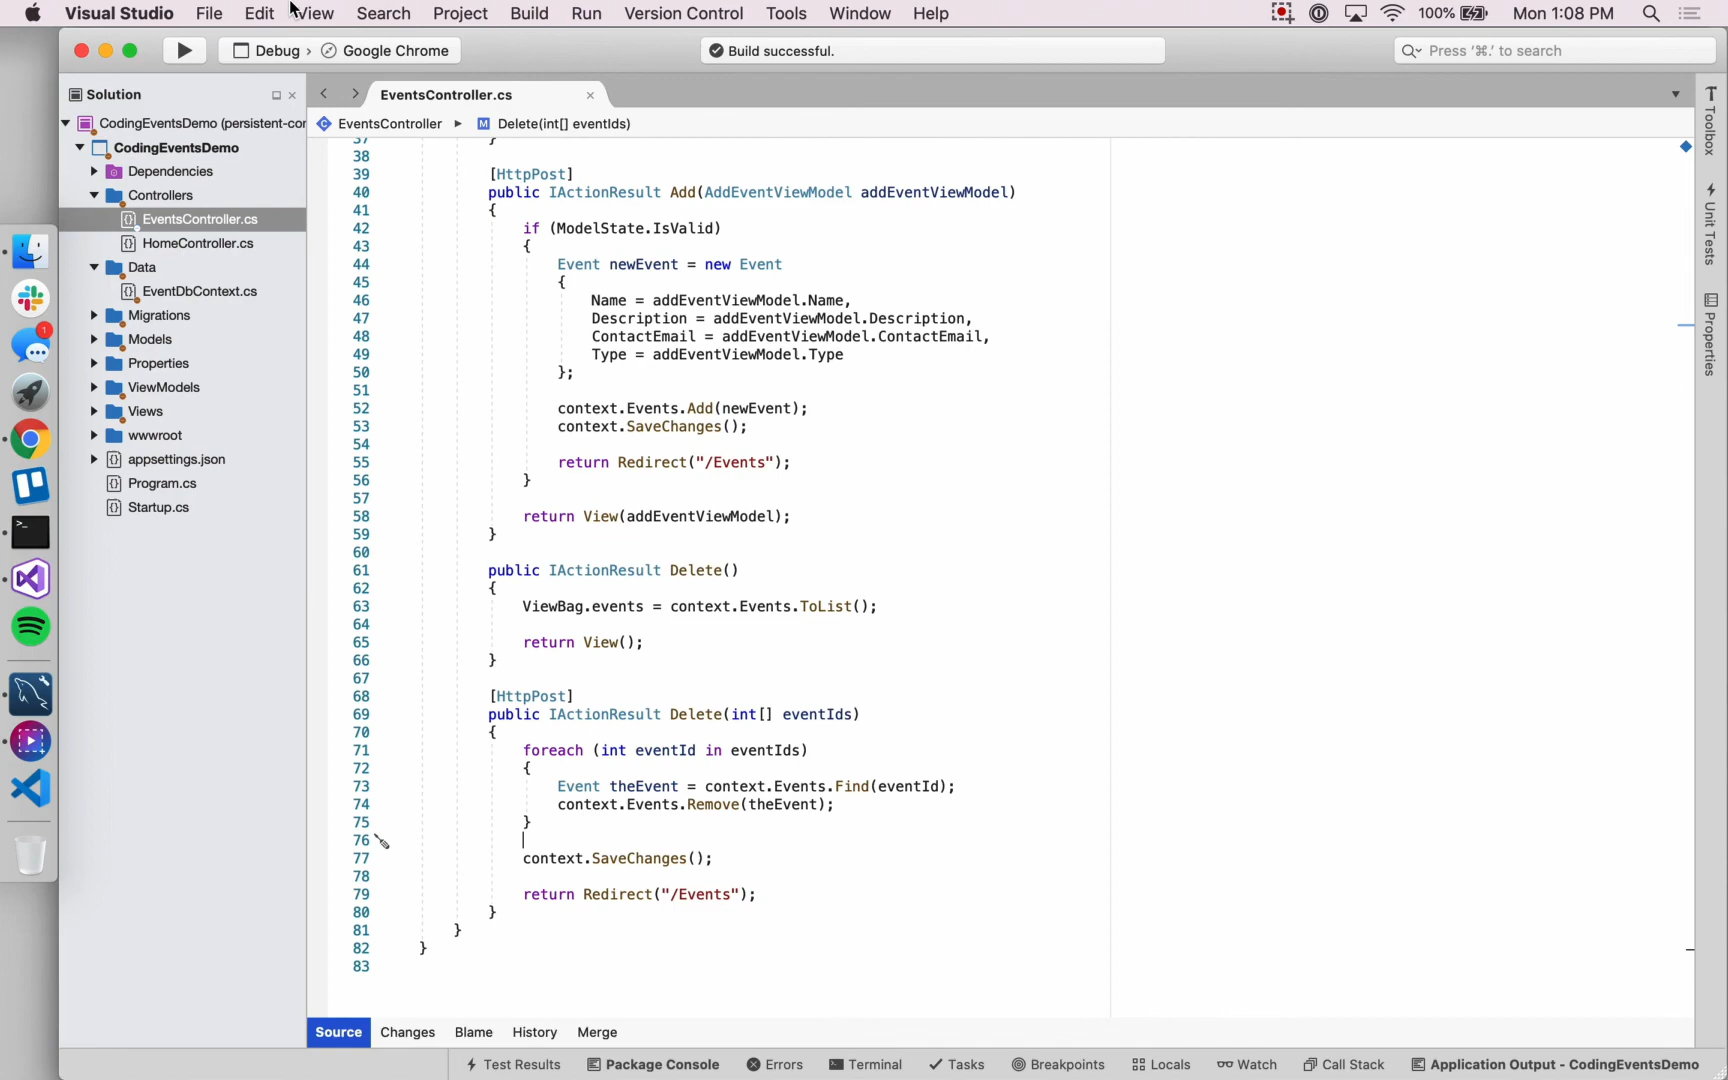 Visual Studio File Edit View Search Project Build Run Version Control Tools Window Help 100% Mon 1:08 PM
Debug › Google Chrome Build successful. Press '⌘.' to search
Solution EventsController.cs
CodingEventsDemo (persistent-cor EventsController Delete(int[] eventIds)
CodingEventsDemo
Dependencies
Controllers
EventsController.cs
HomeController.cs
Data
EventDbContext.cs
Migrations
Models
Properties
ViewModels
Views
wwwroot
appsettings.json
Program.cs
Startup.cs
1
37 }
38
39 [HttpPost]
40 public IActionResult Add(AddEventViewModel addEventViewModel)
41 {
42 if (ModelState.IsValid)
43 {
44 Event newEvent = new Event
45 {
46 Name = addEventViewModel.Name,
47 Description = addEventViewModel.Description,
48 ContactEmail = addEventViewModel.ContactEmail,
49 Type = addEventViewModel.Type
50 };
51
52 context.Events.Add(newEvent);
53 context.SaveChanges();
54
55 return Redirect("/Events");
56 }
57
58 return View(addEventViewModel);
59 }
60
61 public IActionResult Delete()
62 {
63 ViewBag.events = context.Events.ToList();
64
65 return View();
66 }
67
68 [HttpPost]
69 public IActionResult Delete(int[] eventIds)
70 {
71 foreach (int eventId in eventIds)
72 {
73 Event theEvent = context.Events.Find(eventId);
74 context.Events.Remove(theEvent);
75 }
76
77 context.SaveChanges();
78
79 return Redirect("/Events");
80 }
81 }
82 }
83
Toolbox
Unit Tests
Properties
Source Changes Blame History Merge
Test Results Package Console Errors Terminal Tasks Breakpoints Locals Watch Call Stack Application Output - CodingEventsDemo